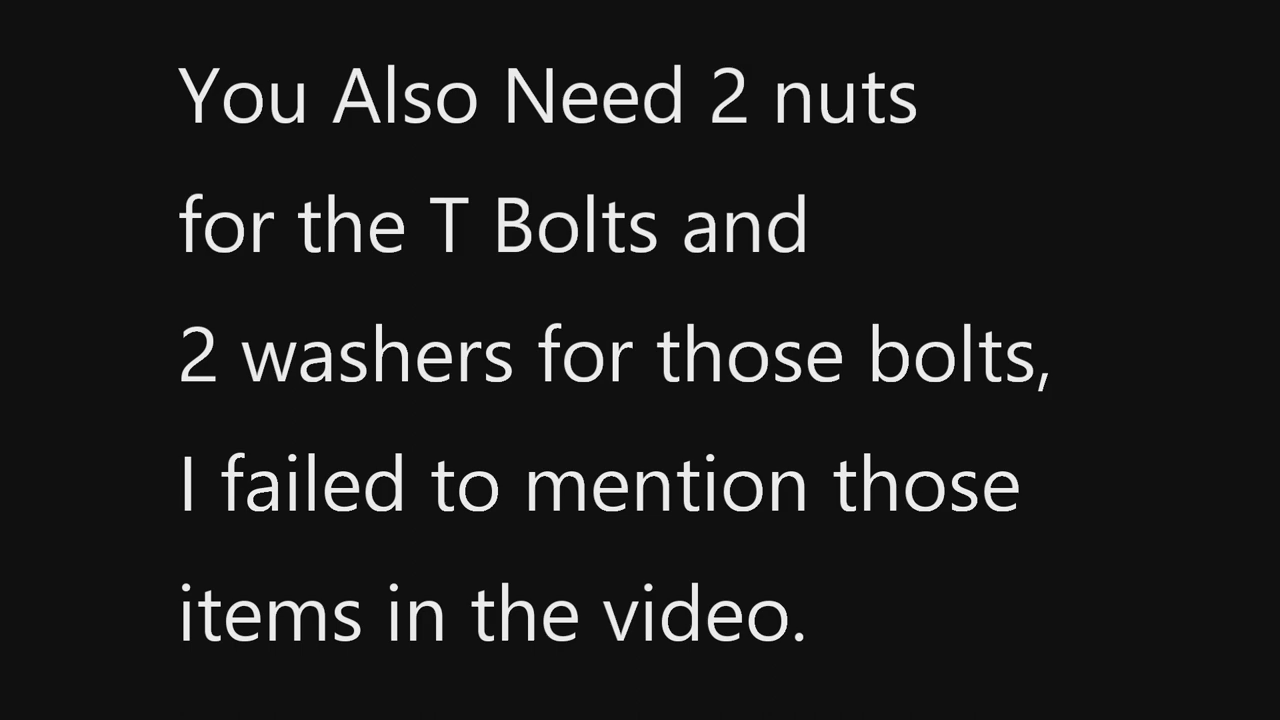 You Also Need 2 nuts
for the T Bolts and
2 washers for those bolts,
I failed to mention those
items in the video.